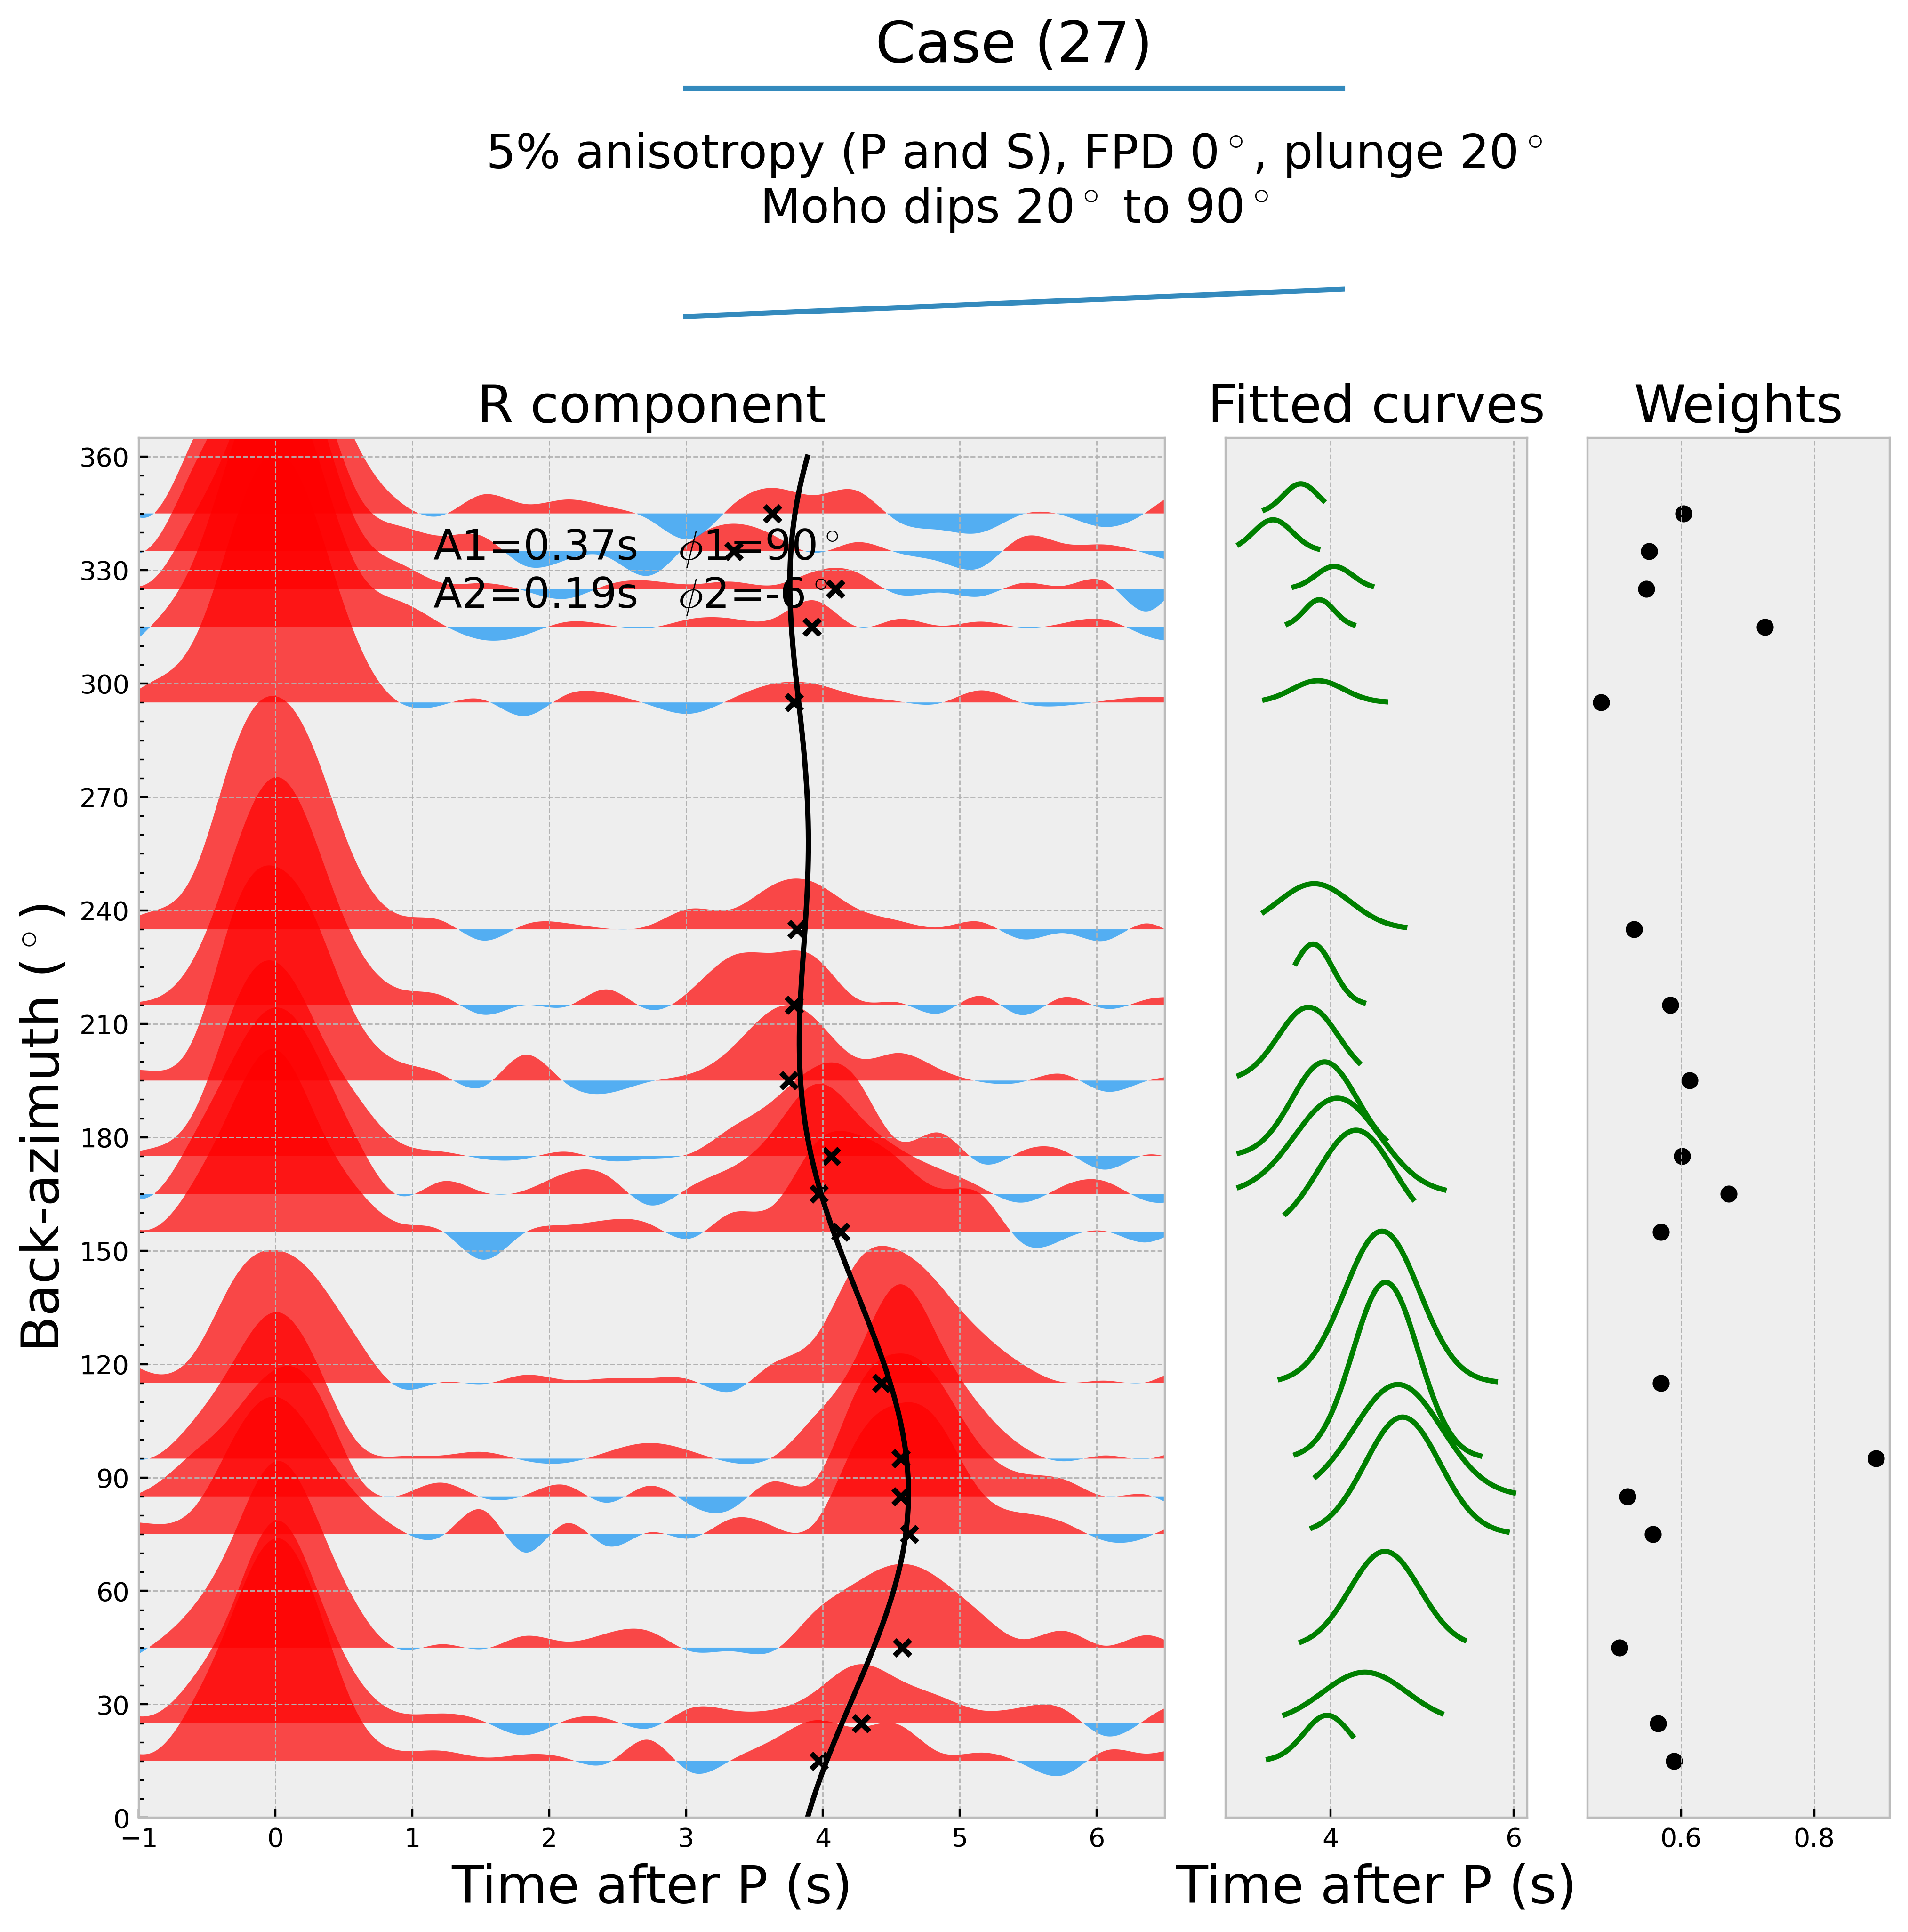 Case (27)
5% anisotropy (P and S), FPD 0°, plunge 20°
Moho dips 20° to 90°
R component
Fitted curves
Weights
A1=0.37s ϕ1=90°
A2=0.19s ϕ2=-6°
Back-azimuth (°)
360
330
300
270
240
210
180
150
120
90
60
30
0
−1 0 1 2 3 4 5 6
4 6
0.6 0.8
Time after P (s)
Time after P (s)